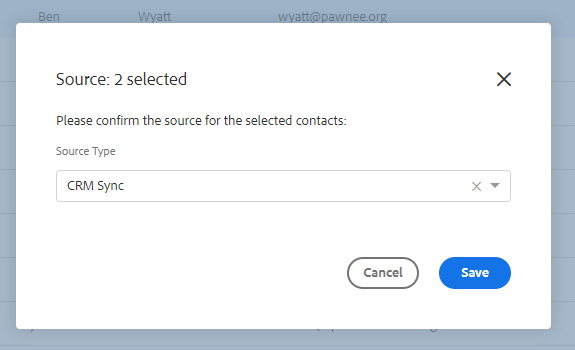 Ben Wyatt wyatt@pawnee.org
Source: 2 selected
Please confirm the source for the selected contacts:
Source Type
CRM Sync
Cancel Save